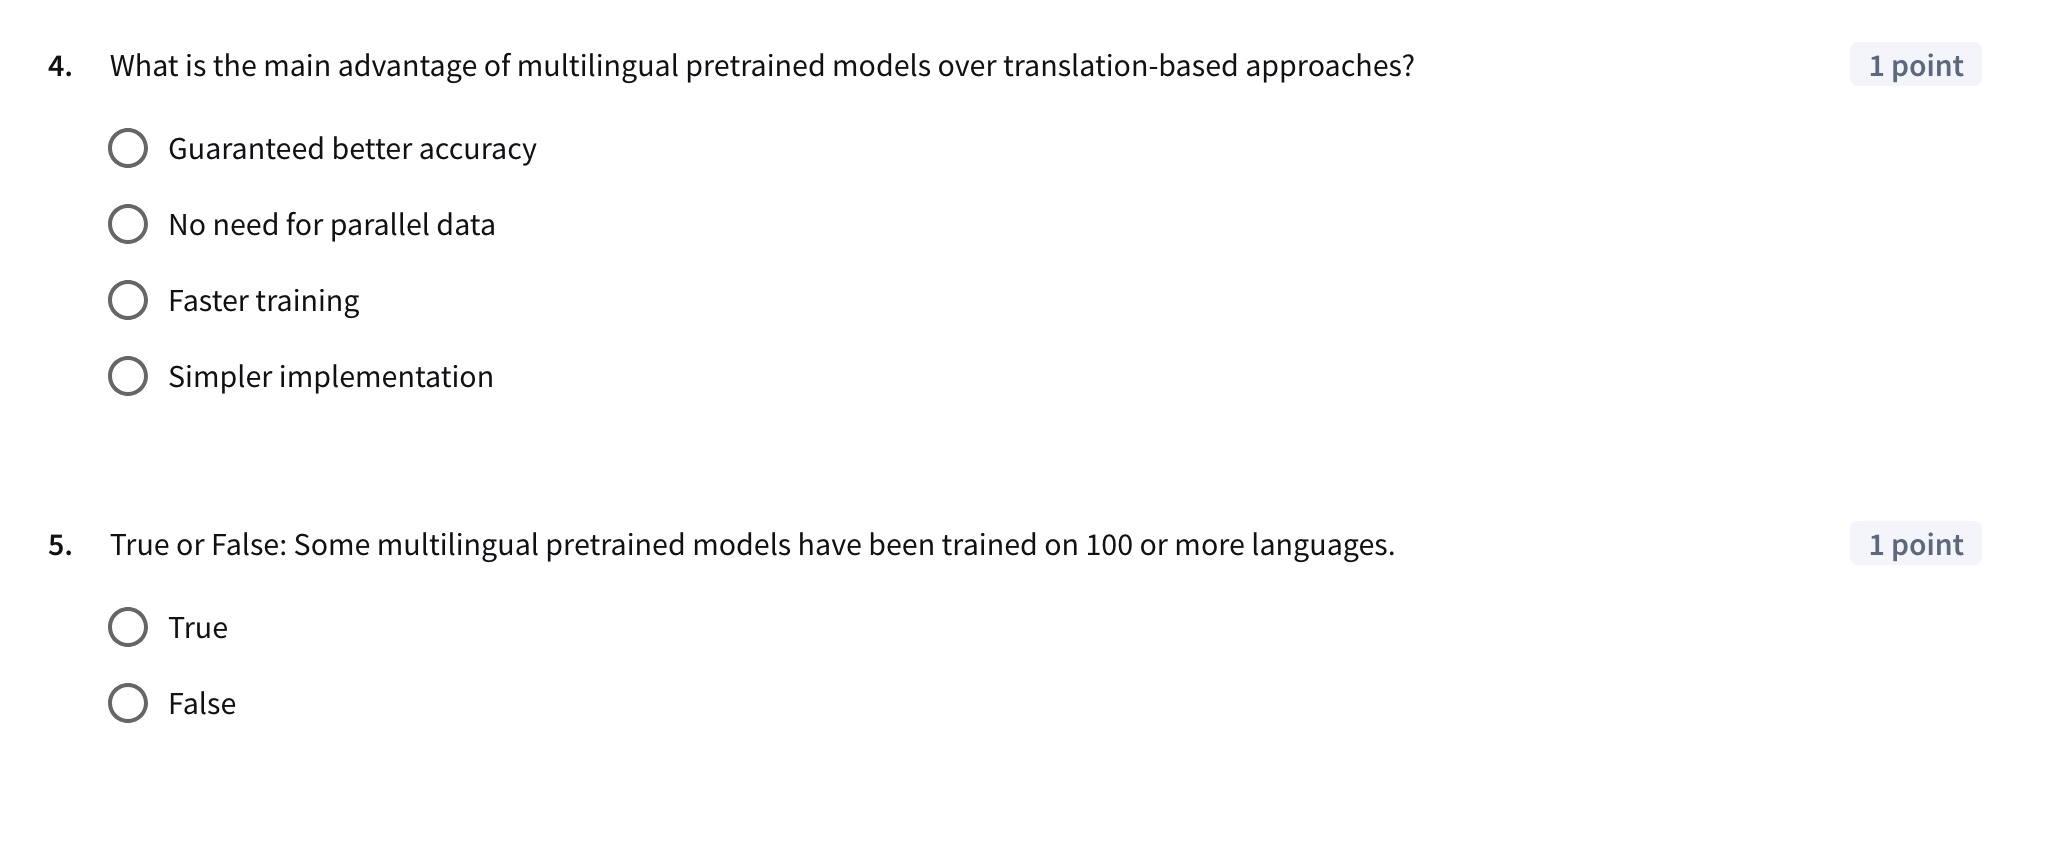 4. What is the main advantage of multilingual pretrained models over translation-based approaches? 1 point
Guaranteed better accuracy
No need for parallel data
Faster training
Simpler implementation
5. True or False: Some multilingual pretrained models have been trained on 100 or more languages. 1 point
True
False